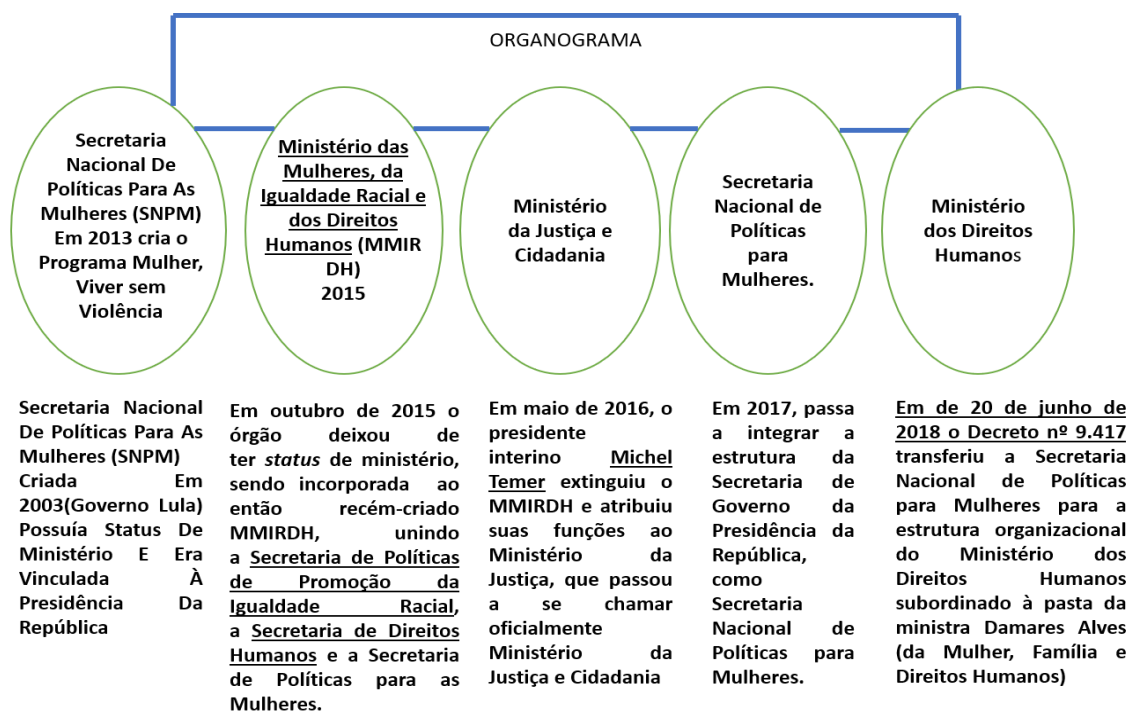 ORGANOGRAMA
Secretaria
Nacional De
Políticas Para As
Mulheres (SNPM)
Em 2013 cria o
Programa Mulher,
Viver sem
Violência
Ministério das
Mulheres, da
Igualdade Racial e
dos Direitos
Humanos (MMIR
DH)
2015
Ministério
da Justiça e
Cidadania
Secretaria
Nacional de
Políticas
para
Mulheres.
Ministério
dos Direitos
Humanos
Secretaria Nacional
De Políticas Para As
Mulheres (SNPM)
Criada Em
2003(Governo Lula)
Possuía Status De
Ministério E Era
Vinculada À
Presidência Da
República
Em outubro de 2015 o
órgão deixou de
ter status de ministério,
sendo incorporada ao
então recém-criado
MMIRDH, unindo
a Secretaria de Políticas
de Promoção da
Igualdade Racial,
a Secretaria de Direitos
Humanos e a Secretaria
de Políticas para as
Mulheres.
Em maio de 2016, o
presidente
interino Michel
Temer extinguiu o
MMIRDH e atribuiu
suas funções ao
Ministério da
Justiça, que passou
a se chamar
oficialmente
Ministério da
Justiça e Cidadania
Em 2017, passa
a integrar a
estrutura da
Secretaria de
Governo da
Presidência da
República,
como
Secretaria
Nacional de
Políticas para
Mulheres.
Em de 20 de junho de
2018 o Decreto nº 9.417
transferiu a Secretaria
Nacional de Políticas
para Mulheres para a
estrutura organizacional
do Ministério dos
Direitos Humanos
subordinado à pasta da
ministra Damares Alves
(da Mulher, Família e
Direitos Humanos)